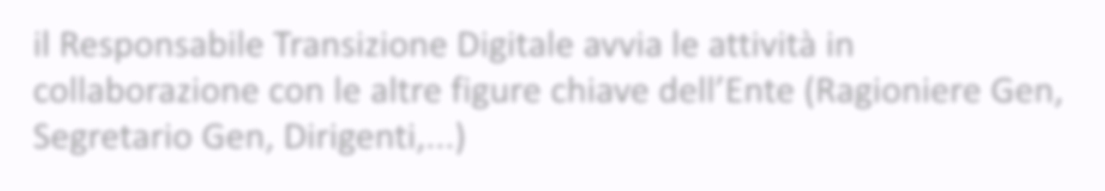 il Responsabile Transizione Digitale avvia le attività in
collaborazione con le altre figure chiave dell’Ente (Ragioniere Gen,
Segretario Gen, Dirigenti,...)